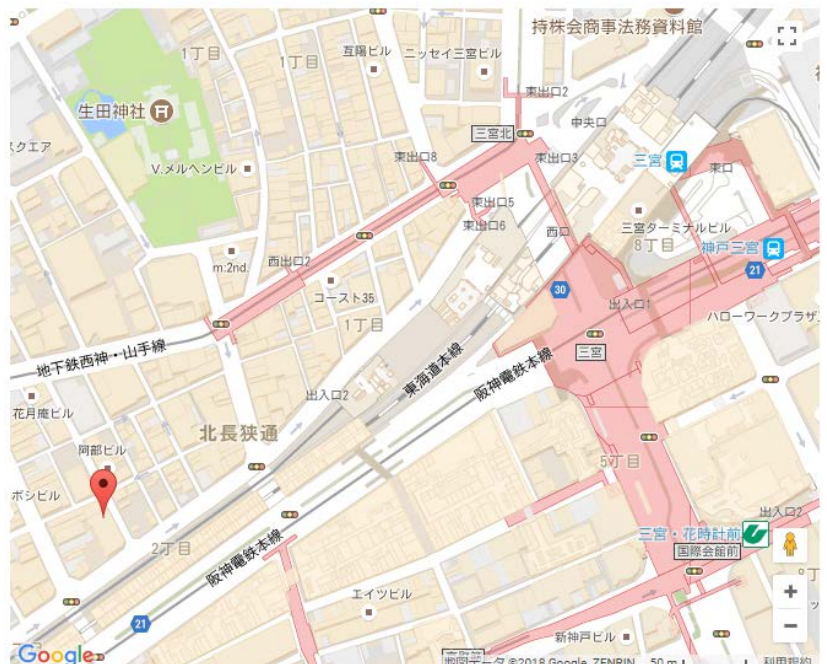 持株会商事法務資料館
1丁目
1丁目
互陽ビル
ニッセイ三宮ビル
生田神社
東出口2
中央口
三宮北
スクエア
V.メルヘンビル
東出口8
東出口3
三宮
東口
東出口5
東出口6
西口
三宮ターミナルビル
8丁目
神戸三宮
m:2nd.
西出口2
21
コースト35
30
出入口1
1丁目
ハローワークプラザ
地下鉄西神・山手線
東海道本線
阪神電鉄本線
三宮
出入口2
花月庵ビル
北長狭通
阿部ビル
5丁目
ボシビル
出入口2
三宮・花時計前
国際会館前
2丁目
阪神電鉄本線
エイツビル
21
新神戸ビル
Google
地図データ ©2018 Google, ZENRIN
50 m
利用規約